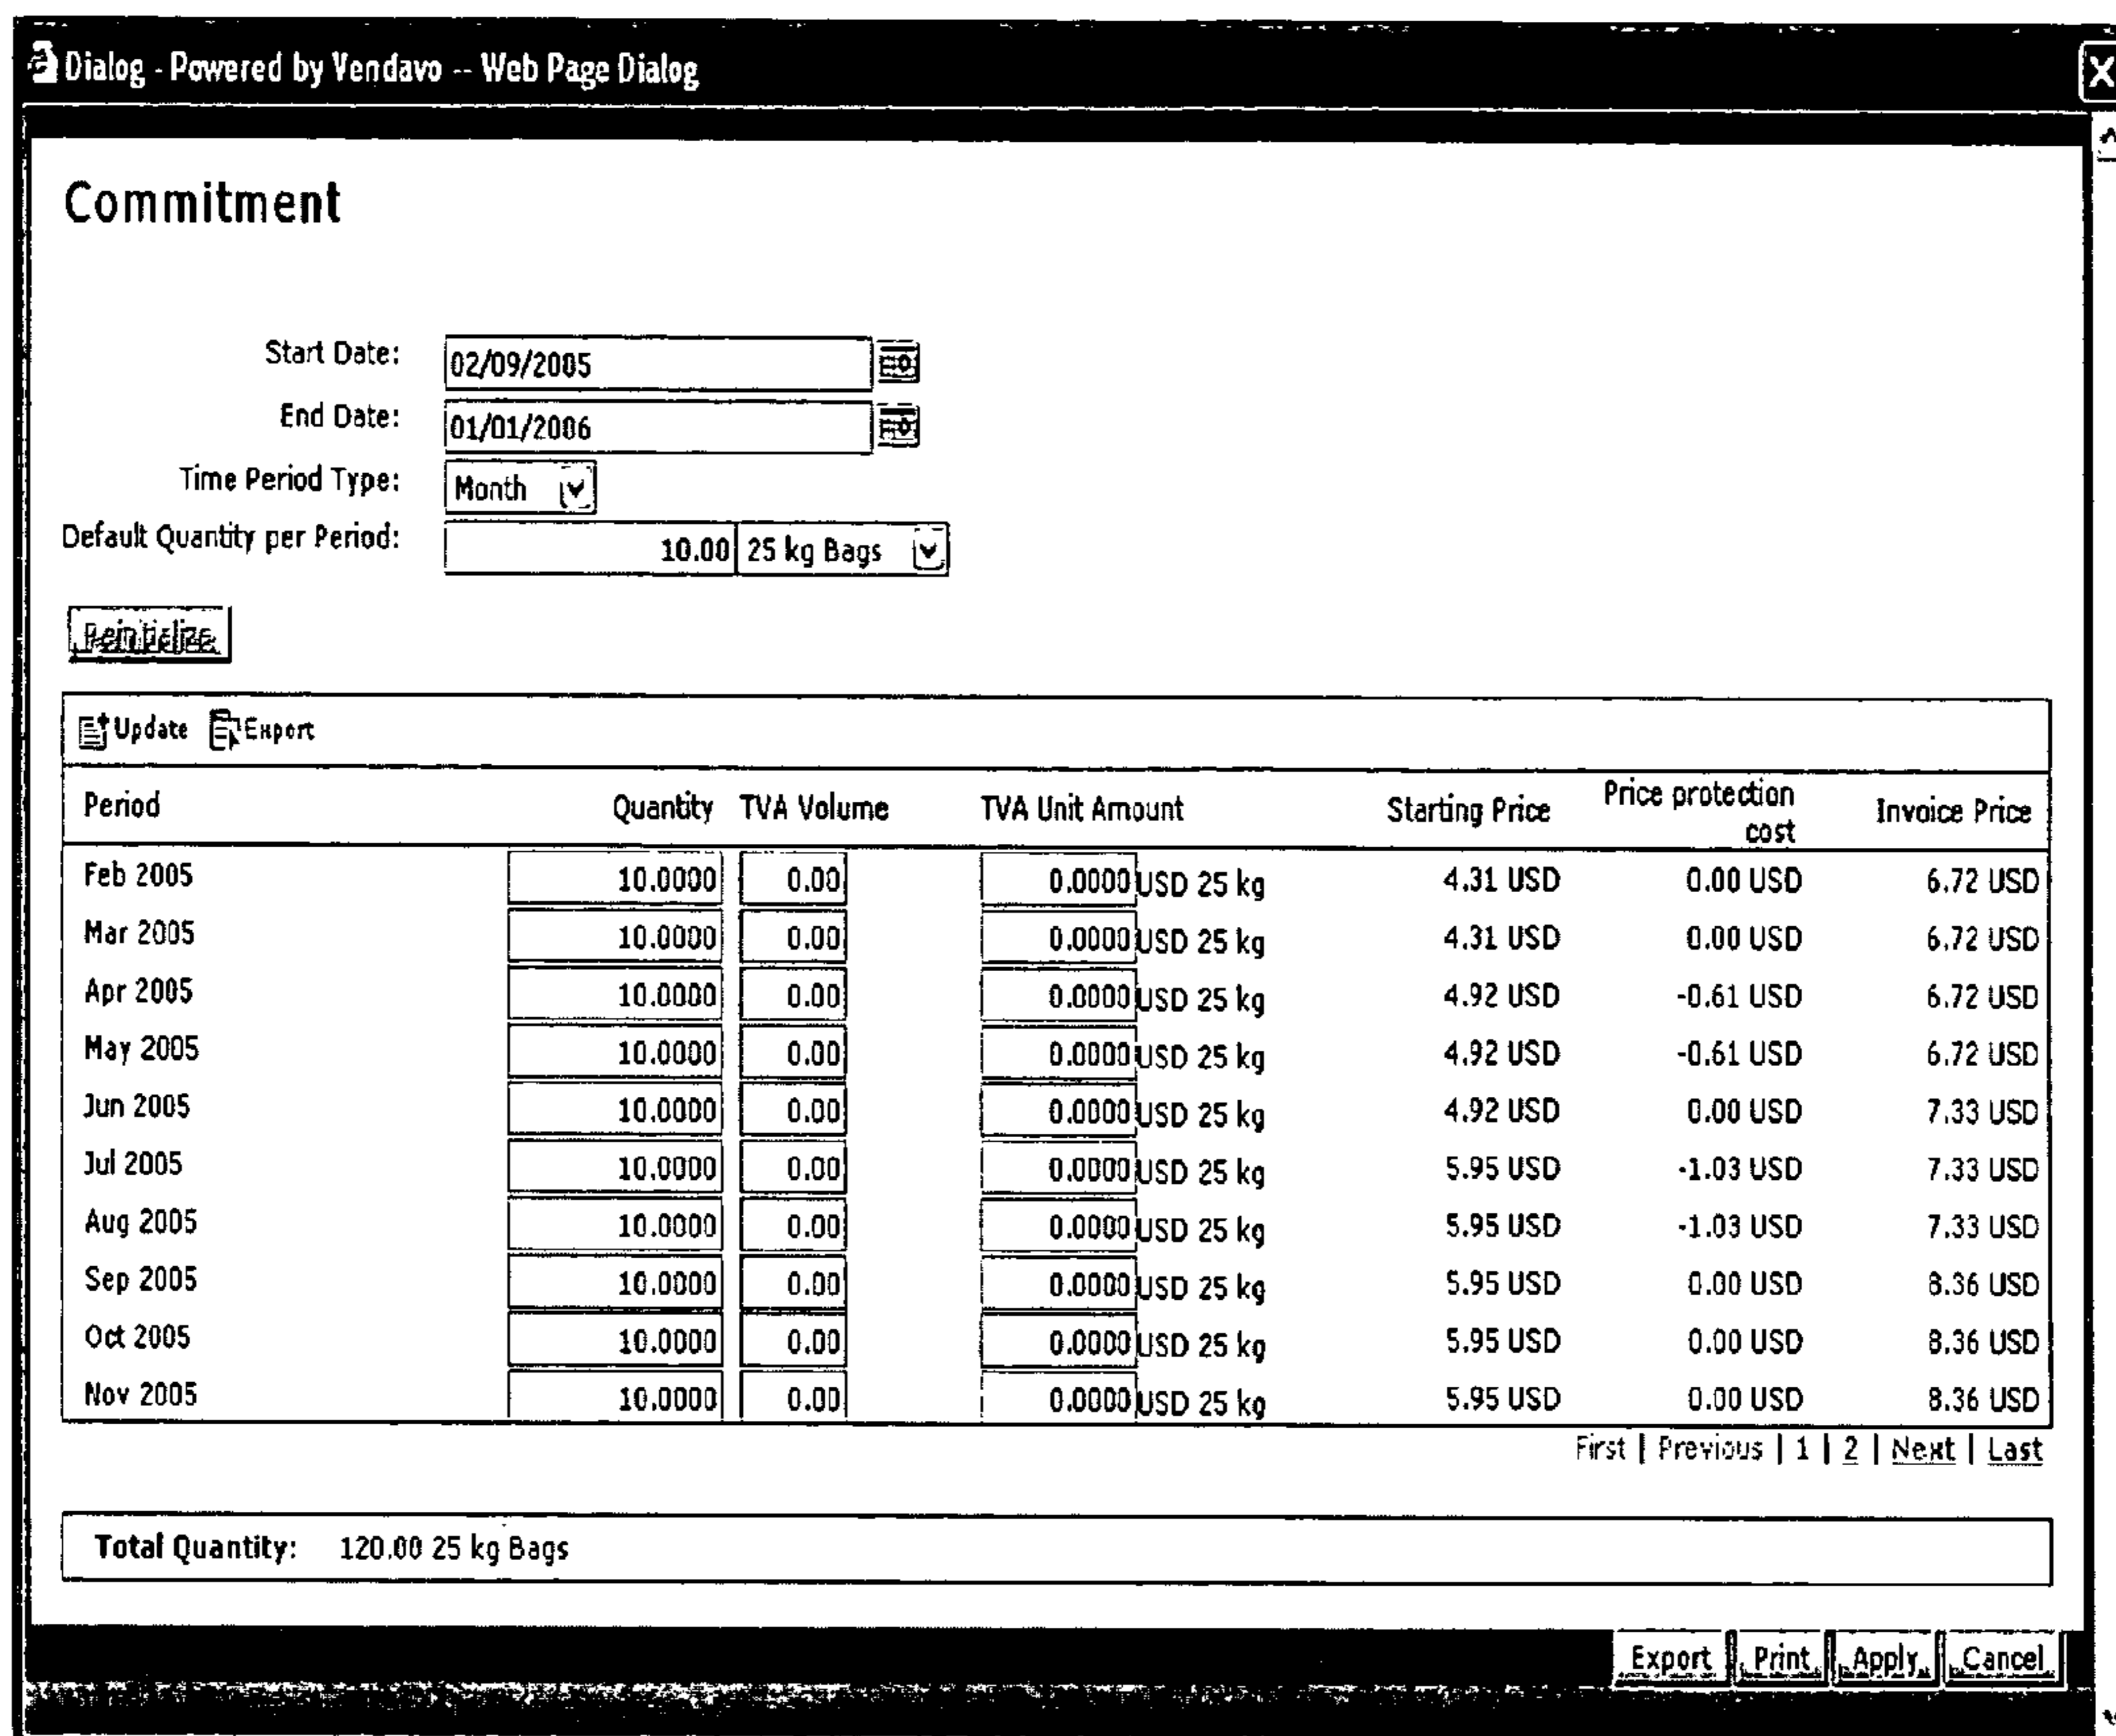 Dialog - Powered by Vendavo -- Web Page Dialog
Commitment
Start Date: 02/09/2005
End Date: 01/01/2006
Time Period Type: Month
Default Quantity per Period: 10.00 25 kg Bags
Reinitialize
Update Export
Period Quantity TVA Volume TVA Unit Amount Starting Price Price protection cost Invoice Price
Feb 2005 10.0000 0.00 0.0000 USD 25 kg 4.31 USD 0.00 USD 6.72 USD
Mar 2005 10.0000 0.00 0.0000 USD 25 kg 4.31 USD 0.00 USD 6.72 USD
Apr 2005 10.0000 0.00 0.0000 USD 25 kg 4.92 USD -0.61 USD 6.72 USD
May 2005 10.0000 0.00 0.0000 USD 25 kg 4.92 USD -0.61 USD 6.72 USD
Jun 2005 10.0000 0.00 0.0000 USD 25 kg 4.92 USD 0.00 USD 7.33 USD
Jul 2005 10.0000 0.00 0.0000 USD 25 kg 5.95 USD -1.03 USD 7.33 USD
Aug 2005 10.0000 0.00 0.0000 USD 25 kg 5.95 USD -1.03 USD 7.33 USD
Sep 2005 10.0000 0.00 0.0000 USD 25 kg 5.95 USD 0.00 USD 8.36 USD
Oct 2005 10.0000 0.00 0.0000 USD 25 kg 5.95 USD 0.00 USD 8.36 USD
Nov 2005 10.0000 0.00 0.0000 USD 25 kg 5.95 USD 0.00 USD 8.36 USD
First | Previous | 1 | 2 | Next | Last
Total Quantity: 120.00 25 kg Bags
Export Print Apply Cancel